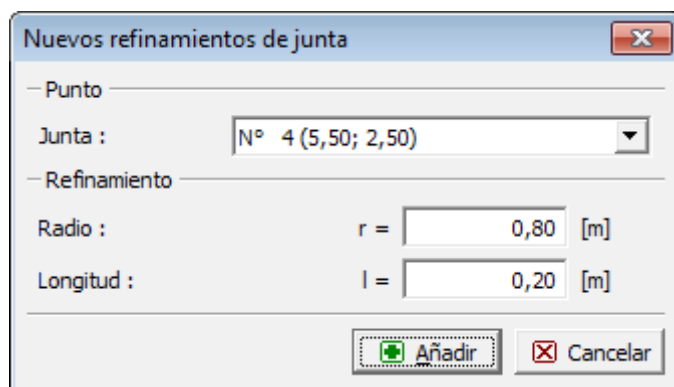 Nuevos refinamientos de junta
Punto
Junta : Nº 4 (5,50; 2,50)
Refinamiento
Radio : r = 0,80 [m]
Longitud : l = 0,20 [m]
Añadir Cancelar